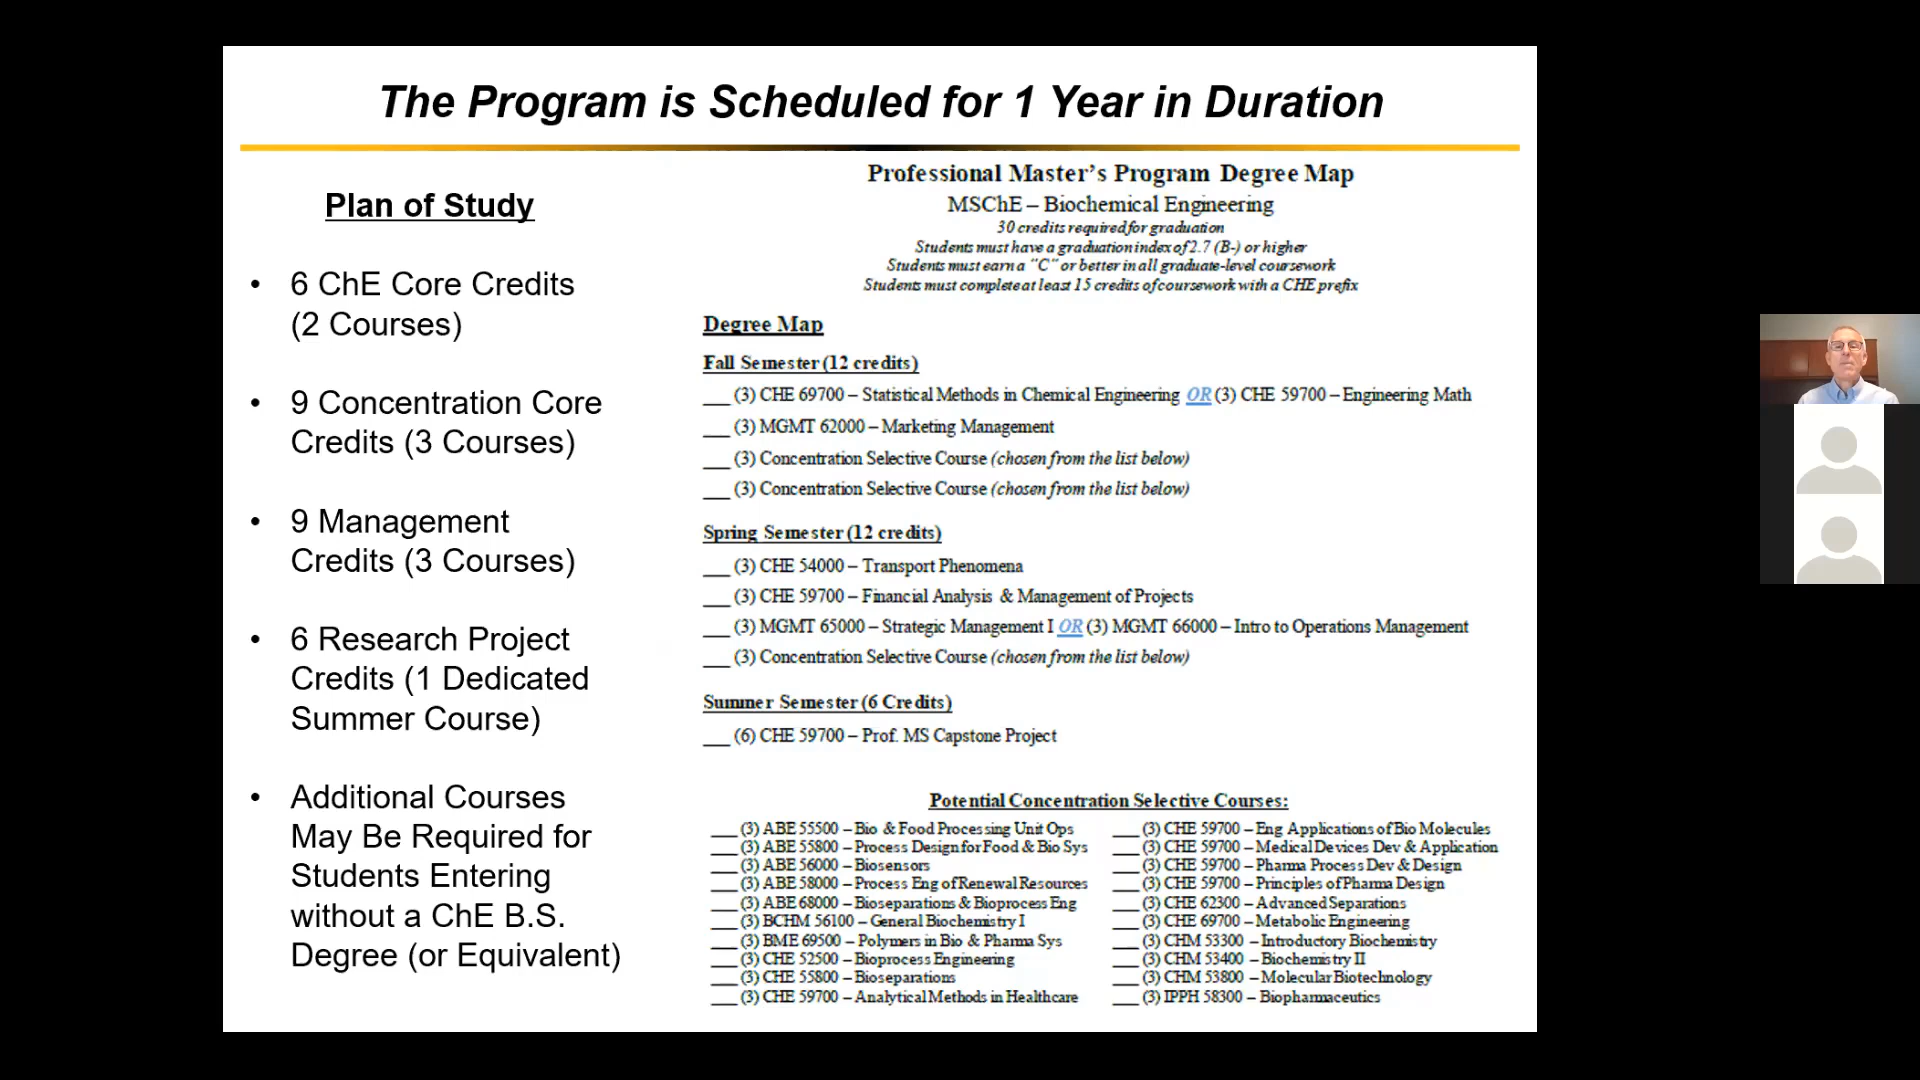 The Program is Scheduled for 1 Year in Duration
Plan of Study
• 6 ChE Core Credits
(2 Courses)
• 9 Concentration Core
Credits (3 Courses)
• 9 Management
Credits (3 Courses)
• 6 Research Project
Credits (1 Dedicated
Summer Course)
• Additional Courses
May Be Required for
Students Entering
without a ChE B.S.
Degree (or Equivalent)
Professional Master's Program Degree Map
MSChE – Biochemical Engineering
30 credits required for graduation
Students must have a graduation index of 2.7 (B-) or higher
Students must earn a "C" or better in all graduate-level coursework
Students must complete at least 15 credits of coursework with a CHE prefix
Degree Map
Fall Semester (12 credits)
___ (3) CHE 69700 – Statistical Methods in Chemical Engineering OR (3) CHE 59700 – Engineering Math
___ (3) MGMT 62000 – Marketing Management
___ (3) Concentration Selective Course (chosen from the list below)
___ (3) Concentration Selective Course (chosen from the list below)
Spring Semester (12 credits)
___ (3) CHE 54000 – Transport Phenomena
___ (3) CHE 59700 – Financial Analysis & Management of Projects
___ (3) MGMT 65000 – Strategic Management I OR (3) MGMT 66000 – Intro to Operations Management
___ (3) Concentration Selective Course (chosen from the list below)
Summer Semester (6 Credits)
___ (6) CHE 59700 – Prof. MS Capstone Project
Potential Concentration Selective Courses:
___ (3) ABE 55500 – Bio & Food Processing Unit Ops
___ (3) ABE 55800 – Process Design for Food & Bio Sys
___ (3) ABE 56000 – Biosensors
___ (3) ABE 58000 – Process Eng of Renewal Resources
___ (3) ABE 68000 – Bioseparations & Bioprocess Eng
___ (3) BCHM 56100 – General Biochemistry I
___ (3) BME 69500 – Polymers in Bio & Pharma Sys
___ (3) CHE 52500 – Bioprocess Engineering
___ (3) CHE 55800 – Bioseparations
___ (3) CHE 59700 – Analytical Methods in Healthcare
___ (3) CHE 59700 – Eng Applications of Bio Molecules
___ (3) CHE 59700 – Medical Devices Dev & Application
___ (3) CHE 59700 – Pharma Process Dev & Design
___ (3) CHE 59700 – Principles of Pharma Design
___ (3) CHE 62300 – Advanced Separations
___ (3) CHE 69700 – Metabolic Engineering
___ (3) CHM 53300 – Introductory Biochemistry
___ (3) CHM 53400 – Biochemistry II
___ (3) CHM 53800 – Molecular Biotechnology
___ (3) IPPH 58300 – Biopharmaceutics